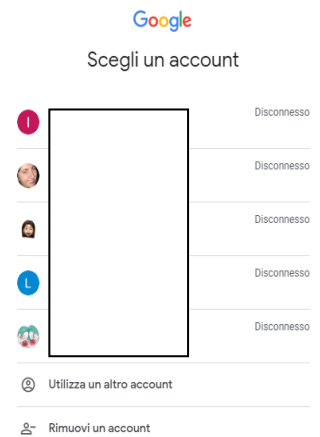 Google
Scegli un account
I
Disconnesso
Disconnesso
Disconnesso
L
Disconnesso
Disconnesso
Utilizza un altro account
Rimuovi un account